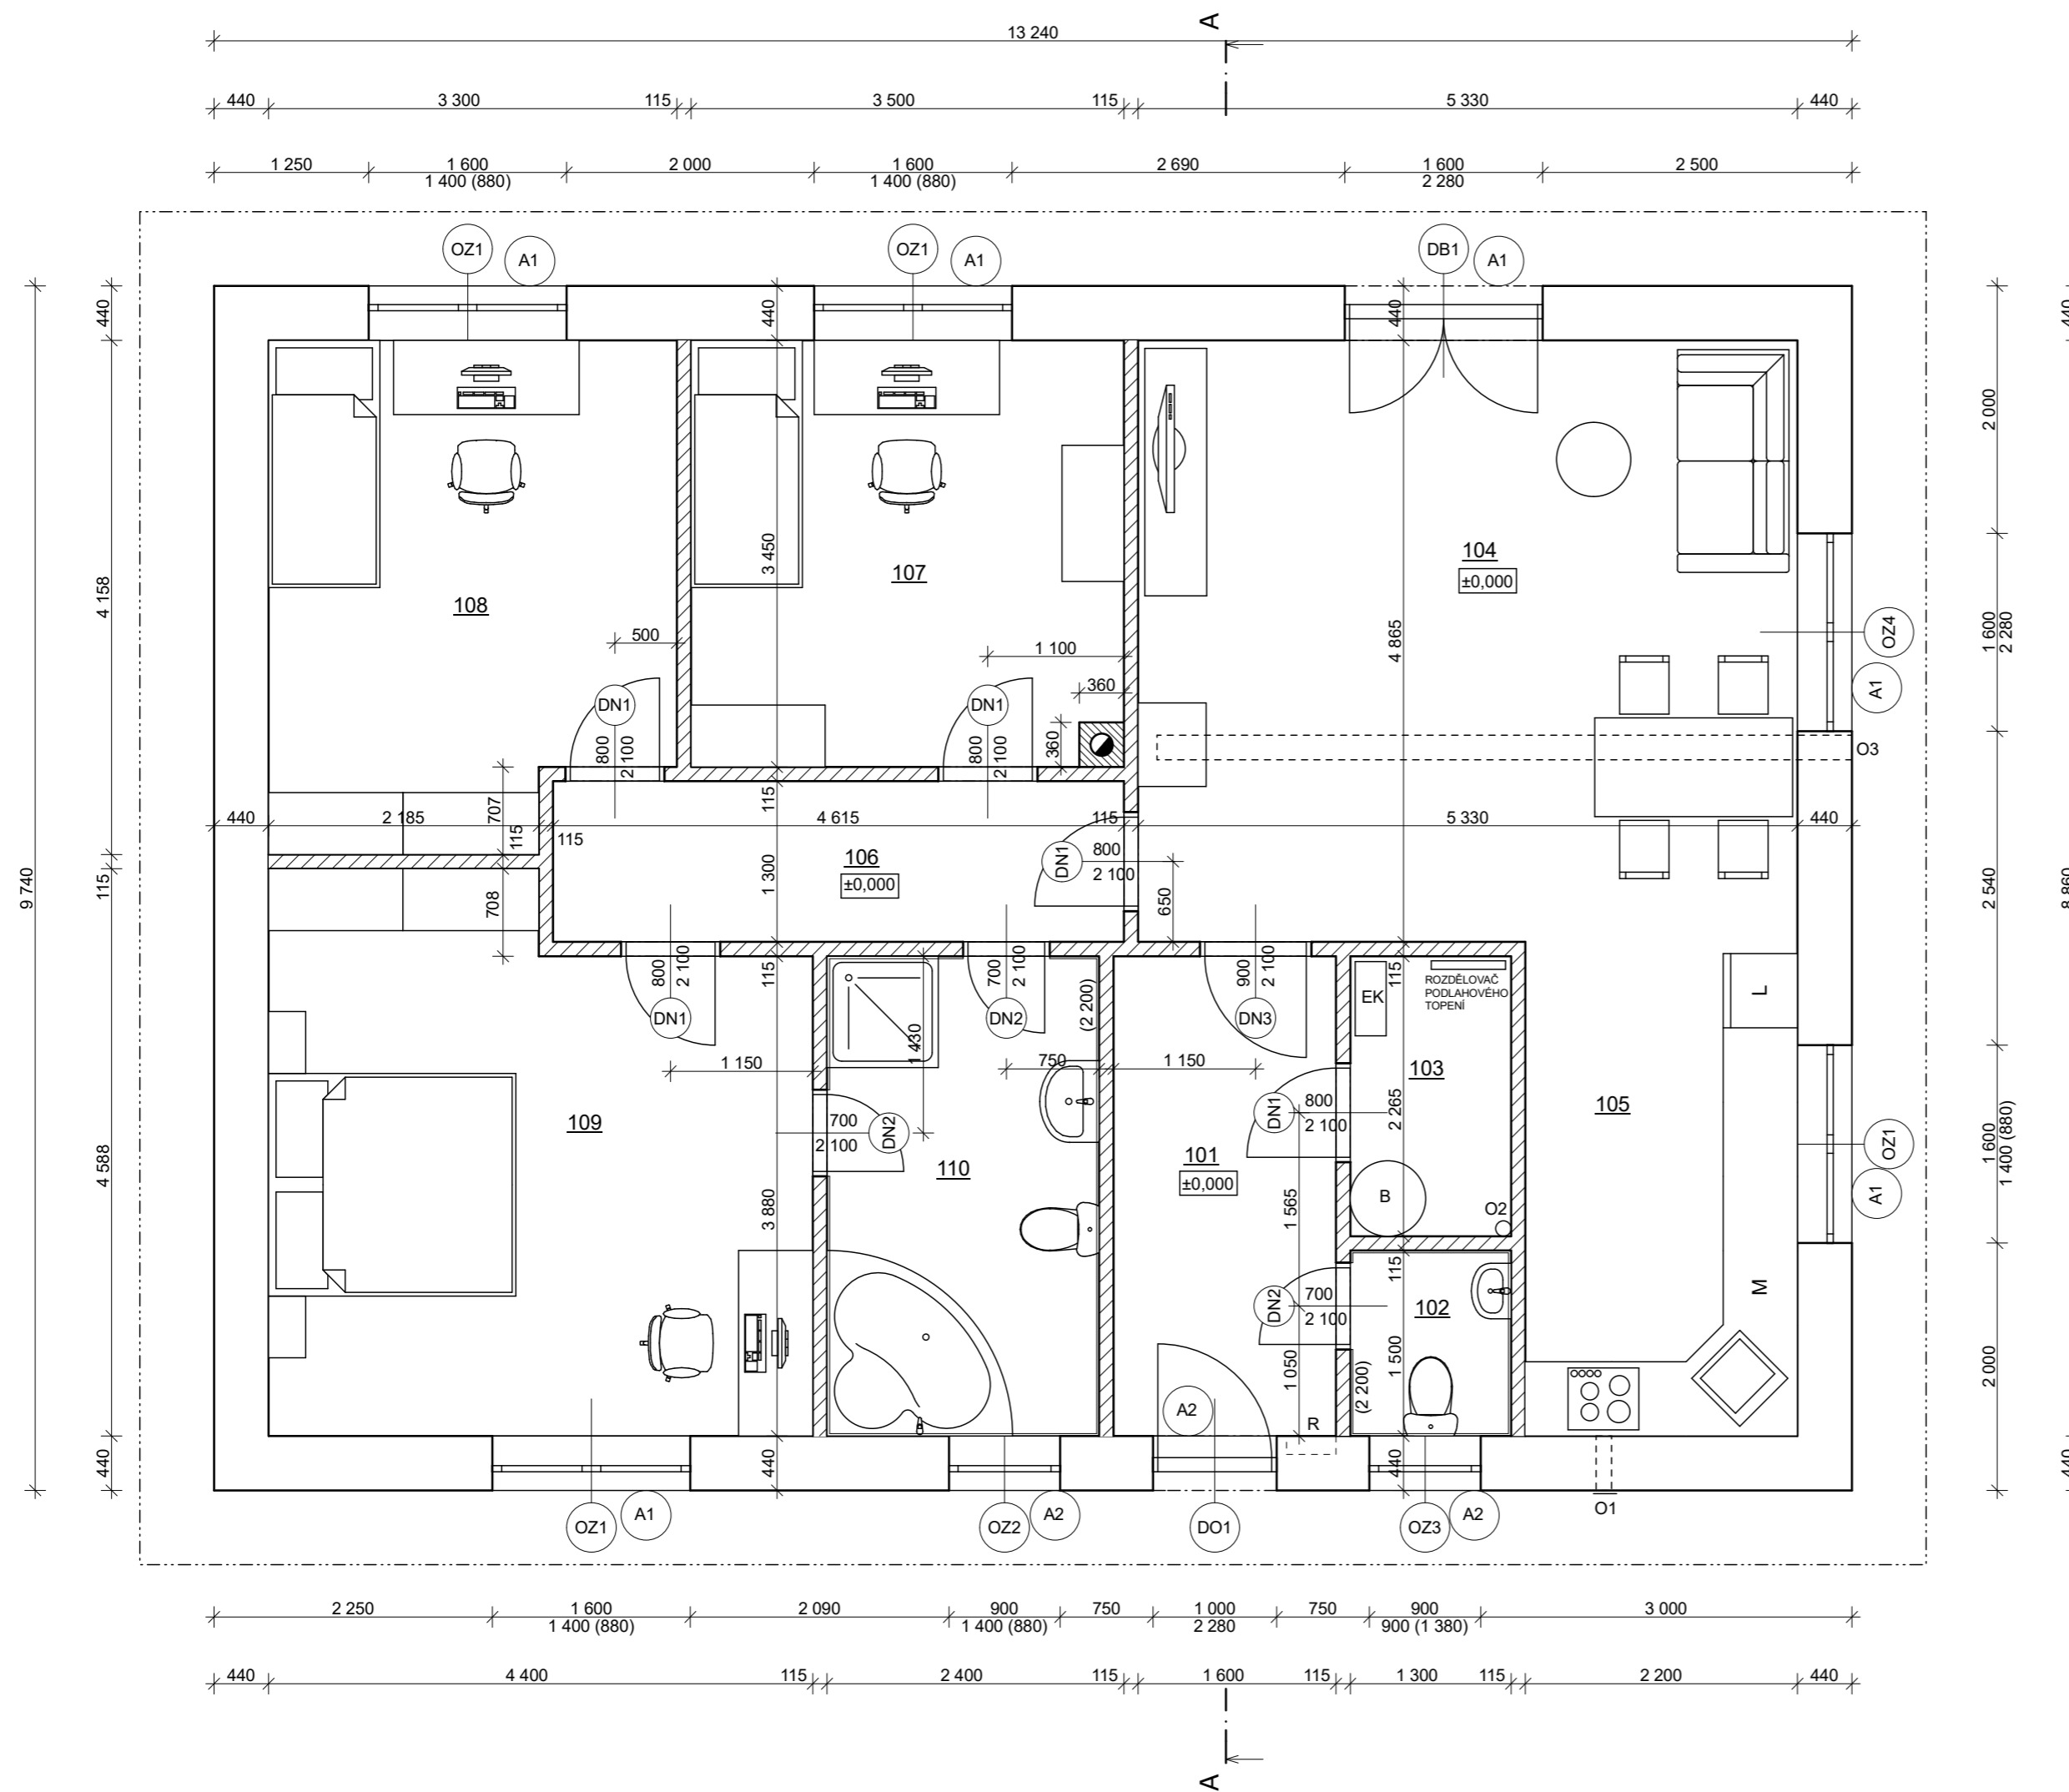 A
13 240
440 3 300 115 3 500 115 5 330 440
1 250 1 600 2 000 1 600 2 690 1 600 2 500
1 400 (880) 1 400 (880) 2 280
OZ1 A1 OZ1 A1 DB1 A1
9 740
440
4 158
115
4 588
440
440
3 450
115
1 300
115
3 880
440
440
4 865
115
2 265
115
1 500
440
108
107
104
±0,000
500
1 100
360
360
DN1
800
2 100
DN1
800
2 100
OZ4
A1
O3
440 2 185 115 4 615 115 5 330 440
707
115
708
106
±0,000
DN1
800
2 100
650
800
2 100
DN1
700
2 100
DN2
(2 200)
900
2 100
DN3
EK
ROZDĚLOVAČ
PODLAHOVÉHO
TOPENÍ
L
1 430
1 150
750
1 150
109
700
2 100
DN2
110
101
±0,000
DN1
800
2 100
103
105
OZ1
A1
B
O2
1 565
DN2
700
2 100
102
1 050
(2 200)
M
A2
R
OZ1 A1 OZ2 A2 DO1 OZ3 A2 O1
440
2 000
1 600
2 280
2 540
1 600
1 400 (880)
2 000
440
8 860
440
2 250 1 600 2 090 900 750 1 000 750 900 3 000
1 400 (880) 1 400 (880) 2 280 900 (1 380)
440 4 400 115 2 400 115 1 600 115 1 300 115 2 200 440
A